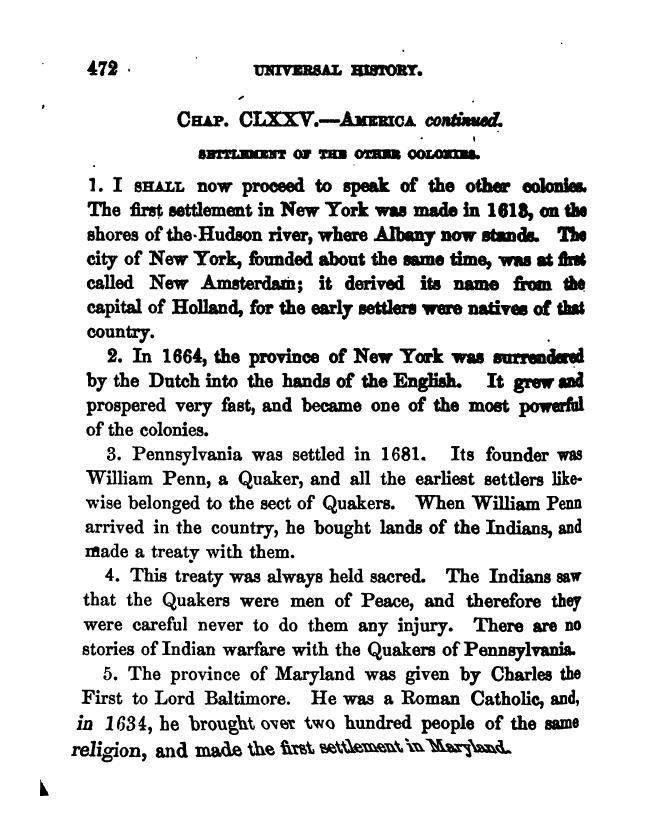 472
UNIVERSAL HISTORY.
CHAP. CLXXV.—AMERICA continued.
SETTLEMENT OF THE OTHER COLONIES.
1. I SHALL now proceed to speak of the other colonies.
The first settlement in New York was made in 1613, on the
shores of the Hudson river, where Albany now stands. The
city of New York, founded about the same time, was at first
called New Amsterdam; it derived its name from the
capital of Holland, for the early settlers were natives of that
country.
2. In 1664, the province of New York was surrendered
by the Dutch into the hands of the English. It grew and
prospered very fast, and became one of the most powerful
of the colonies.
3. Pennsylvania was settled in 1681. Its founder was
William Penn, a Quaker, and all the earliest settlers like-
wise belonged to the sect of Quakers. When William Penn
arrived in the country, he bought lands of the Indians, and
made a treaty with them.
4. This treaty was always held sacred. The Indians saw
that the Quakers were men of Peace, and therefore they
were careful never to do them any injury. There are no
stories of Indian warfare with the Quakers of Pennsylvania.
5. The province of Maryland was given by Charles the
First to Lord Baltimore. He was a Roman Catholic, and,
in 1634, he brought over two hundred people of the same
religion, and made the first settlement in Maryland.